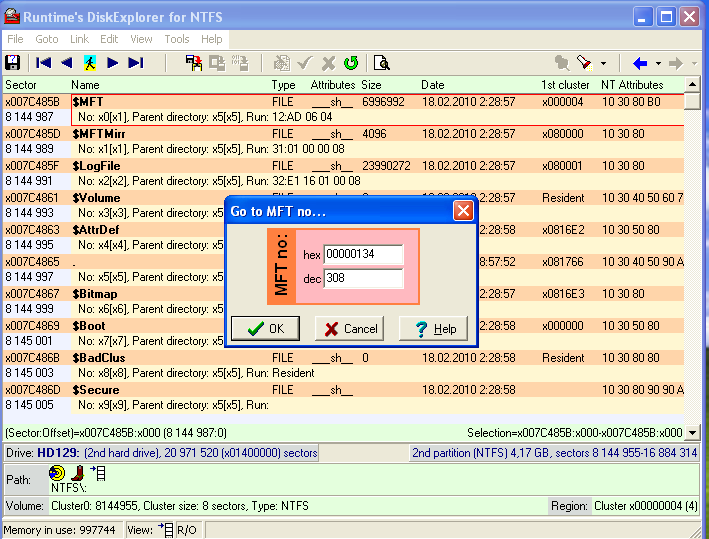 Runtime's DiskExplorer for NTFS
File Goto Link Edit View Tools Help
Sector Name Type Attributes Size Date 1st cluster NT Attributes
x007C485B $MFT FILE ___sh__ 6996992 18.02.2010 2:28:57 x000004 10 30 80 B0
8 144 987 No: x0[x1], Parent directory: x5[x5], Run: 12:AD 06 04
x007C485D $MFTMirr FILE ___sh__ 4096 18.02.2010 2:28:57 x080000 10 30 80
8 144 989 No: x1[x1], Parent directory: x5[x5], Run: 31:01 00 00 08
x007C485F $LogFile FILE ___sh__ 23990272 18.02.2010 2:28:57 x080001 10 30 80
8 144 991 No: x2[x2], Parent directory: x5[x5], Run: 32:E1 16 01 00 08
x007C4861 $Volume Resident 10 30 40 50 60 7
8 144 993 No: x3[x3], Parent directory: x5[x5]
x007C4863 $AttrDef 2:28:58 x0816E2 10 30 50 80
8 144 995 No: x4[x4], Parent directory: x5[x5]
x007C4865 . 8:57:52 x081766 10 30 40 50 90 A
8 144 997 No: x5[x5], Parent directory: x5[x5]
x007C4867 $Bitmap 2:28:58 x0816E3 10 30 80
8 144 999 No: x6[x6], Parent directory: x5[x5]
x007C4869 $Boot 2:28:58 x000000 10 30 50 80
8 145 001 No: x7[x7], Parent directory: x5[x5]
x007C486B $BadClus FILE ___sh__ 0 18.02.2010 2:28:58 Resident 10 30 80 80
8 145 003 No: x8[x8], Parent directory: x5[x5], Run: Resident
x007C486D $Secure FILE ___sh__ 18.02.2010 2:28:58 10 30 80 90 90 A
8 145 005 No: x9[x9], Parent directory: x5[x5], Run:
Go to MFT no...
MFT no:
hex 00000134
dec 308
OK Cancel Help
(Sector:Offset)=x007C485B:x000 (8 144 987:0) Selection=x007C485B:x000-x007C485B:x000
Drive: HD129: (2nd hard drive), 20 971 520 (x01400000) sectors 2nd partition (NTFS) 4,17 GB, sectors 8 144 955-16 884 314
Path: NTFS\:
Volume: Cluster0: 8144955, Cluster size: 8 sectors, Type: NTFS Region: Cluster x00000004 (4)
Memory in use: 997744 View: R/O